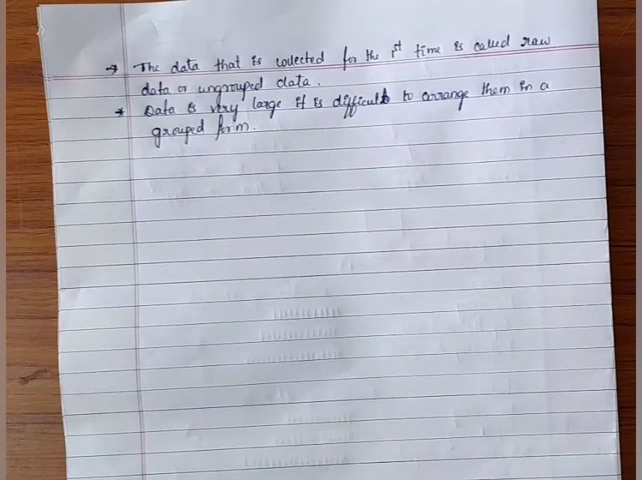 → The data that is collected for the 1st time is called raw
data or ungrouped data.
* Data is very large it is difficult to arrange them in a
grouped form.